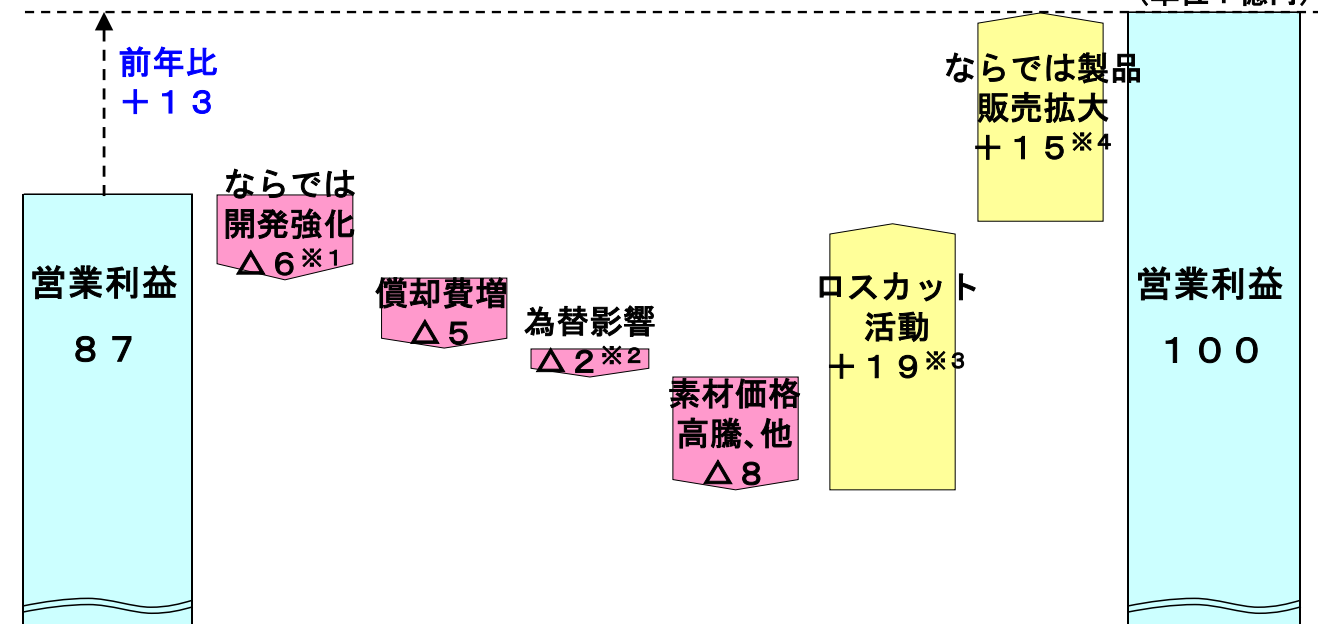 前年比
＋１３
営業利益
８７
ならでは
開発強化
△６※１
償却費増
△５
為替影響
△２※２
素材価格
高騰、他
△８
ロスカット
活動
＋１９※３
ならでは製品
販売拡大
＋１５※４
営業利益
１００